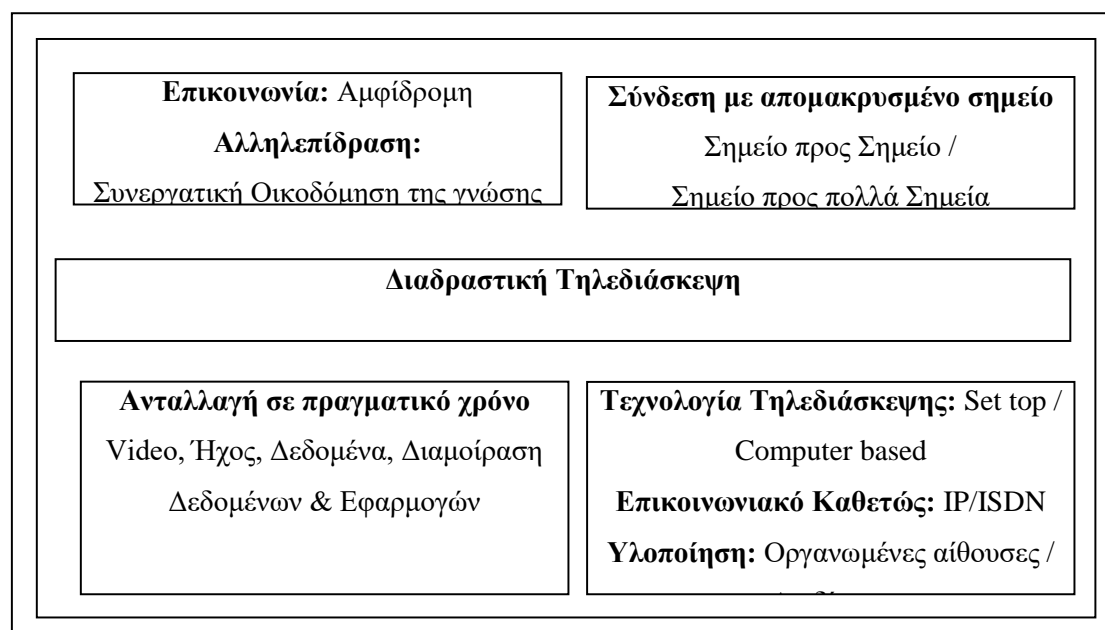 Επικοινωνία: Αμφίδρομη
Αλληλεπίδραση:
Συνεργατική Οικοδόμηση της γνώσης
Σύνδεση με απομακρυσμένο σημείο
Σημείο προς Σημείο /
Σημείο προς πολλά Σημεία
Διαδραστική Τηλεδιάσκεψη
Ανταλλαγή σε πραγματικό χρόνο
Video, Ήχος, Δεδομένα, Διαμοίραση
Δεδομένων & Εφαρμογών
Τεχνολογία Τηλεδιάσκεψης: Set top /
Computer based
Επικοινωνιακό Καθετώς: IP/ISDN
Υλοποίηση: Οργανωμένες αίθουσες /